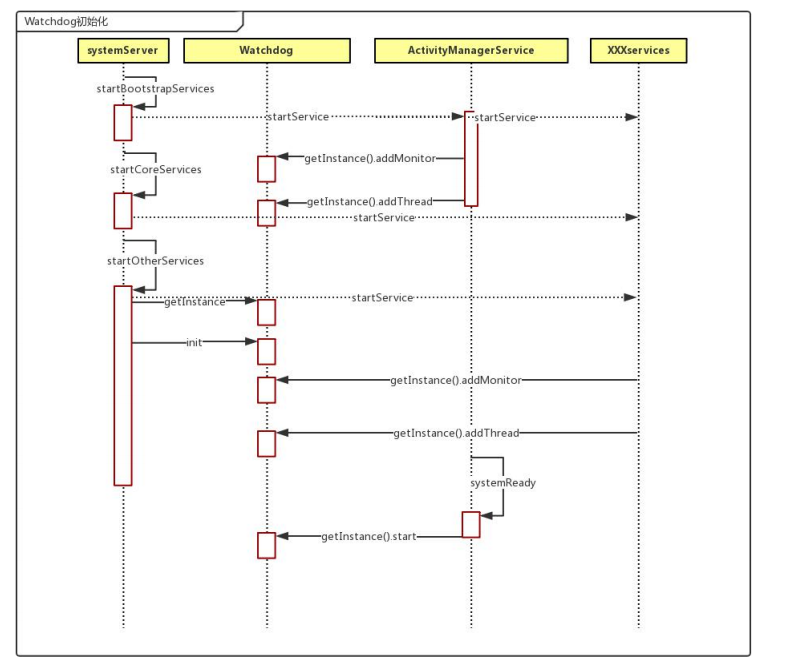 Watchdog初始化
systemServer
Watchdog
ActivityManagerService
XXXservices
startBootstrapServices
startService
startService
getInstance().addMonitor
startCoreServices
getInstance().addThread
startService
startOtherServices
startService
getInstance
init
getInstance().addMonitor
getInstance().addThread
systemReady
getInstance().start